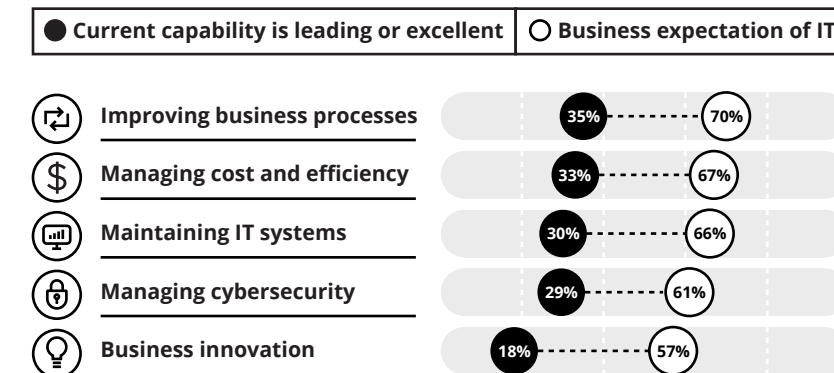 Current capability is leading or excellent Business expectation of IT
Improving business processes 35% 70%
Managing cost and efficiency 33% 67%
Maintaining IT systems 30% 66%
Managing cybersecurity 29% 61%
Business innovation 18% 57%